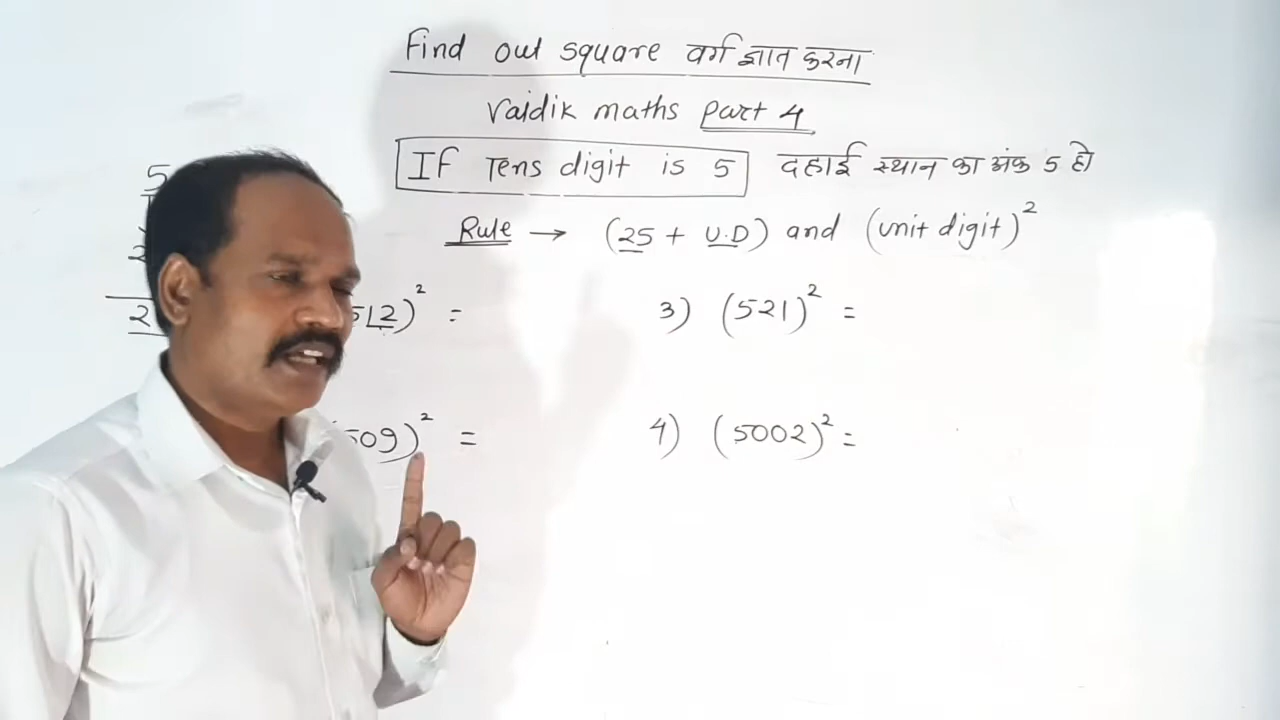 Find out square वर्ग ज्ञात करना
Vaidik maths part 4
If Tens digit is 5 दहाई स्थान का अंक 5 हो
Rule → (25 + U.D) and (unit digit)²
512)² =
3) (521)² =
509)² =
4) (5002)² =